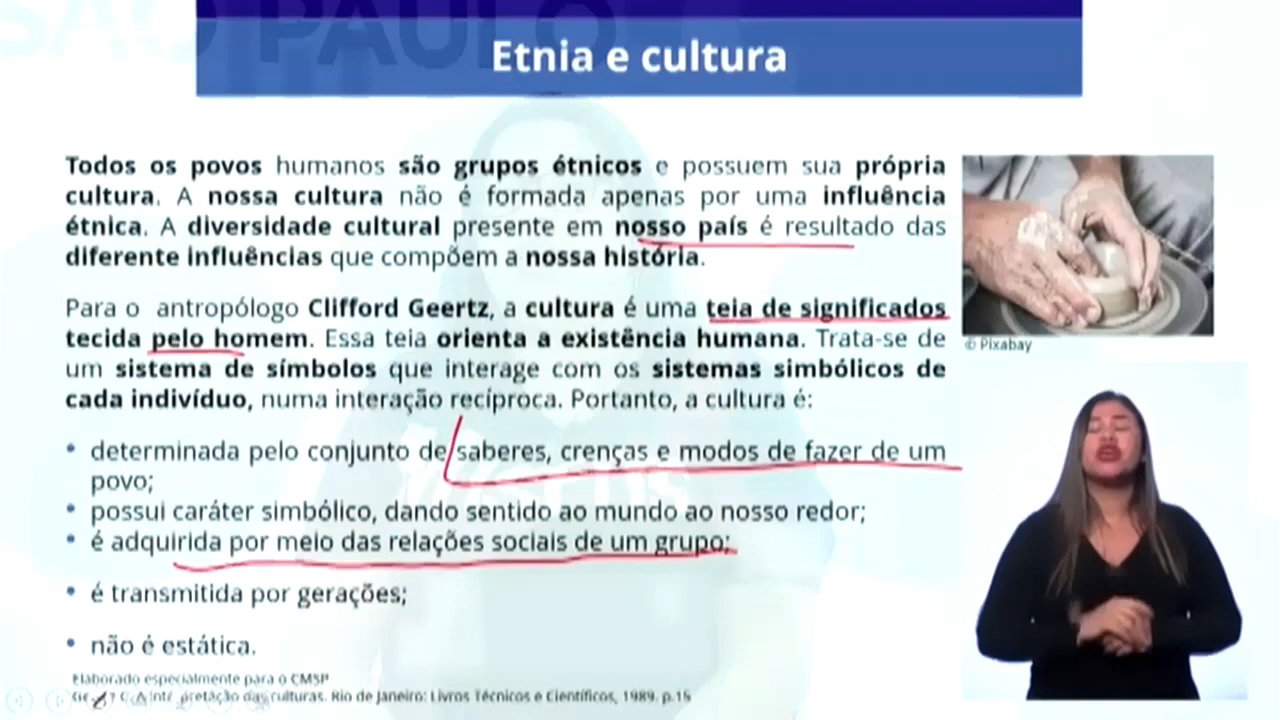 SÃO PAULO
Etnia e cultura
Todos os povos humanos são grupos étnicos e possuem sua própria
cultura. A nossa cultura não é formada apenas por uma influência
étnica. A diversidade cultural presente em nosso país é resultado das
diferente influências que compõem a nossa história.
Para o antropólogo Clifford Geertz, a cultura é uma teia de significados
tecida pelo homem. Essa teia orienta a existência humana. Trata-se de
um sistema de símbolos que interage com os sistemas simbólicos de
cada indivíduo, numa interação recíproca. Portanto, a cultura é:
• determinada pelo conjunto de saberes, crenças e modos de fazer de um
povo;
• possui caráter simbólico, dando sentido ao mundo ao nosso redor;
• é adquirida por meio das relações sociais de um grupo;
• é transmitida por gerações;
• não é estática.
© Pixabay
Elaborado especialmente para o CMSP
das culturas. Rio de Janeiro: Livros Técnicos e Científicos, 1989. p.15